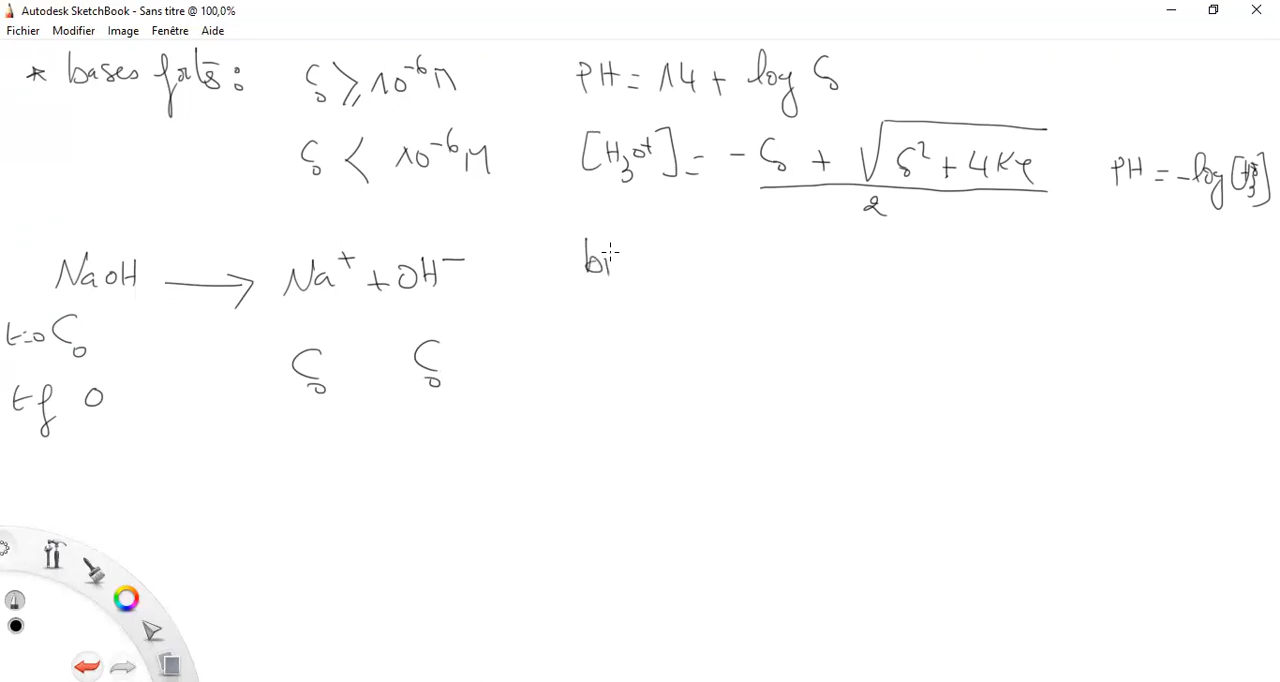 Autodesk SketchBook - Sans titre @ 100,0%
Fichier Modifier Image Fenêtre Aide
* bases fortes : C₀ ⩾ 10⁻⁶ M PH = 14 + log C₀
C₀ < 10⁻⁶ M [H₃O⁺] = (- C₀ + √(C₀² + 4Ke)) / 2 PH = -log[H₃O⁺]
NaOH ⟶ Na⁺ + OH⁻ bi
t=0 C₀
C₀ C₀
tf 0